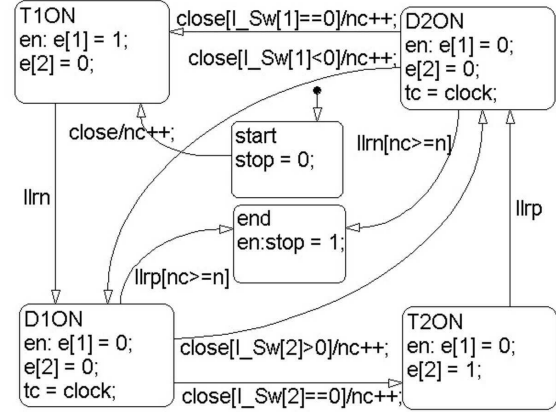 T1ON
en: e[1] = 1;
e[2] = 0;
close[I_Sw[1]==0]/nc++;
D2ON
en: e[1] = 0;
e[2] = 0;
tc = clock;
close[I_Sw[1]<0]/nc++;
close/nc++;
start
stop = 0;
Ilrn[nc>=n]
Ilrn
end
en:stop = 1;
Ilrp
Ilrp[nc>=n]
D1ON
en: e[1] = 0;
e[2] = 0;
tc = clock;
close[I_Sw[2]>0]/nc++;
close[I_Sw[2]==0]/nc++;
T2ON
en: e[1] = 0;
e[2] = 1;